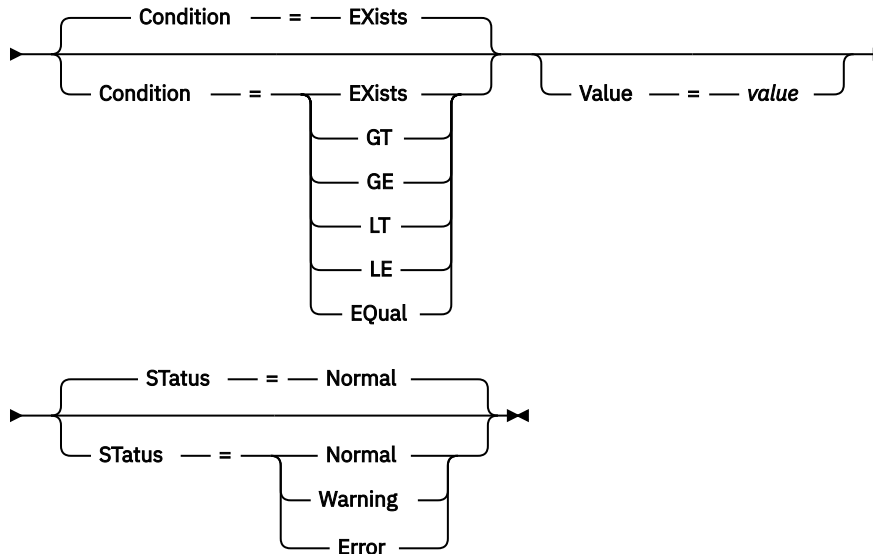 Condition = EXists
Condition = EXists Value = value
GT
GE
LT
LE
EQual
STatus = Normal
STatus = Normal
Warning
Error